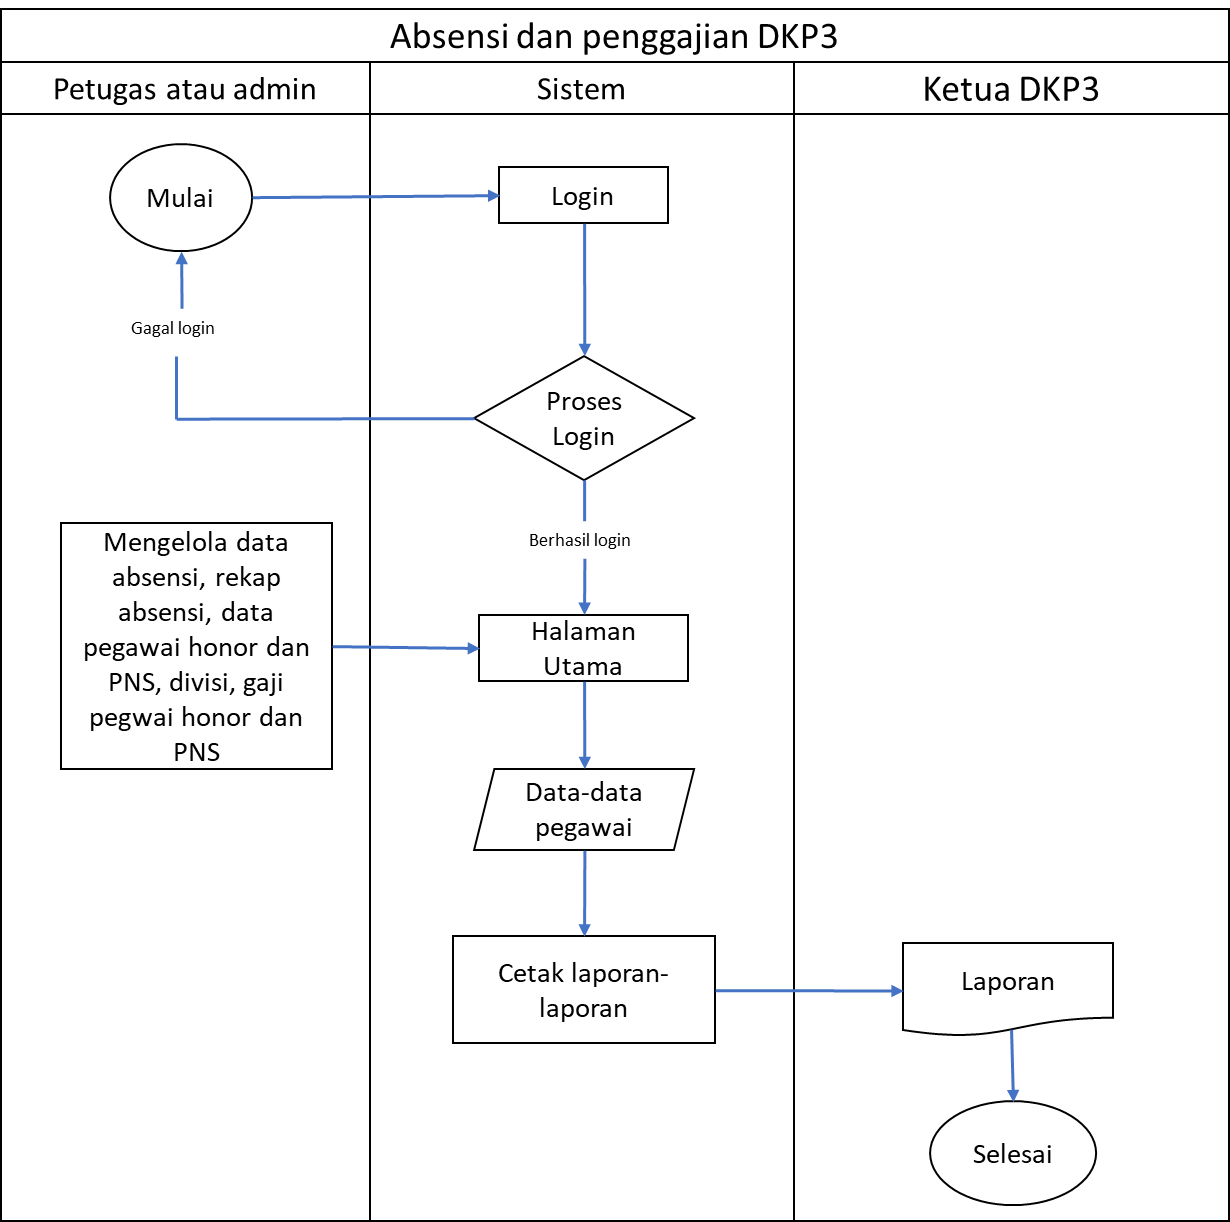 Absensi dan penggajian DKP3
Petugas atau admin
Sistem
Ketua DKP3
Mulai
Login
Gagal login
Proses
Login
Berhasil login
Mengelola data
absensi, rekap
absensi, data
pegawai honor dan
PNS, divisi, gaji
pegwai honor dan
PNS
Halaman
Utama
Data-data
pegawai
Cetak laporan-
laporan
Laporan
Selesai